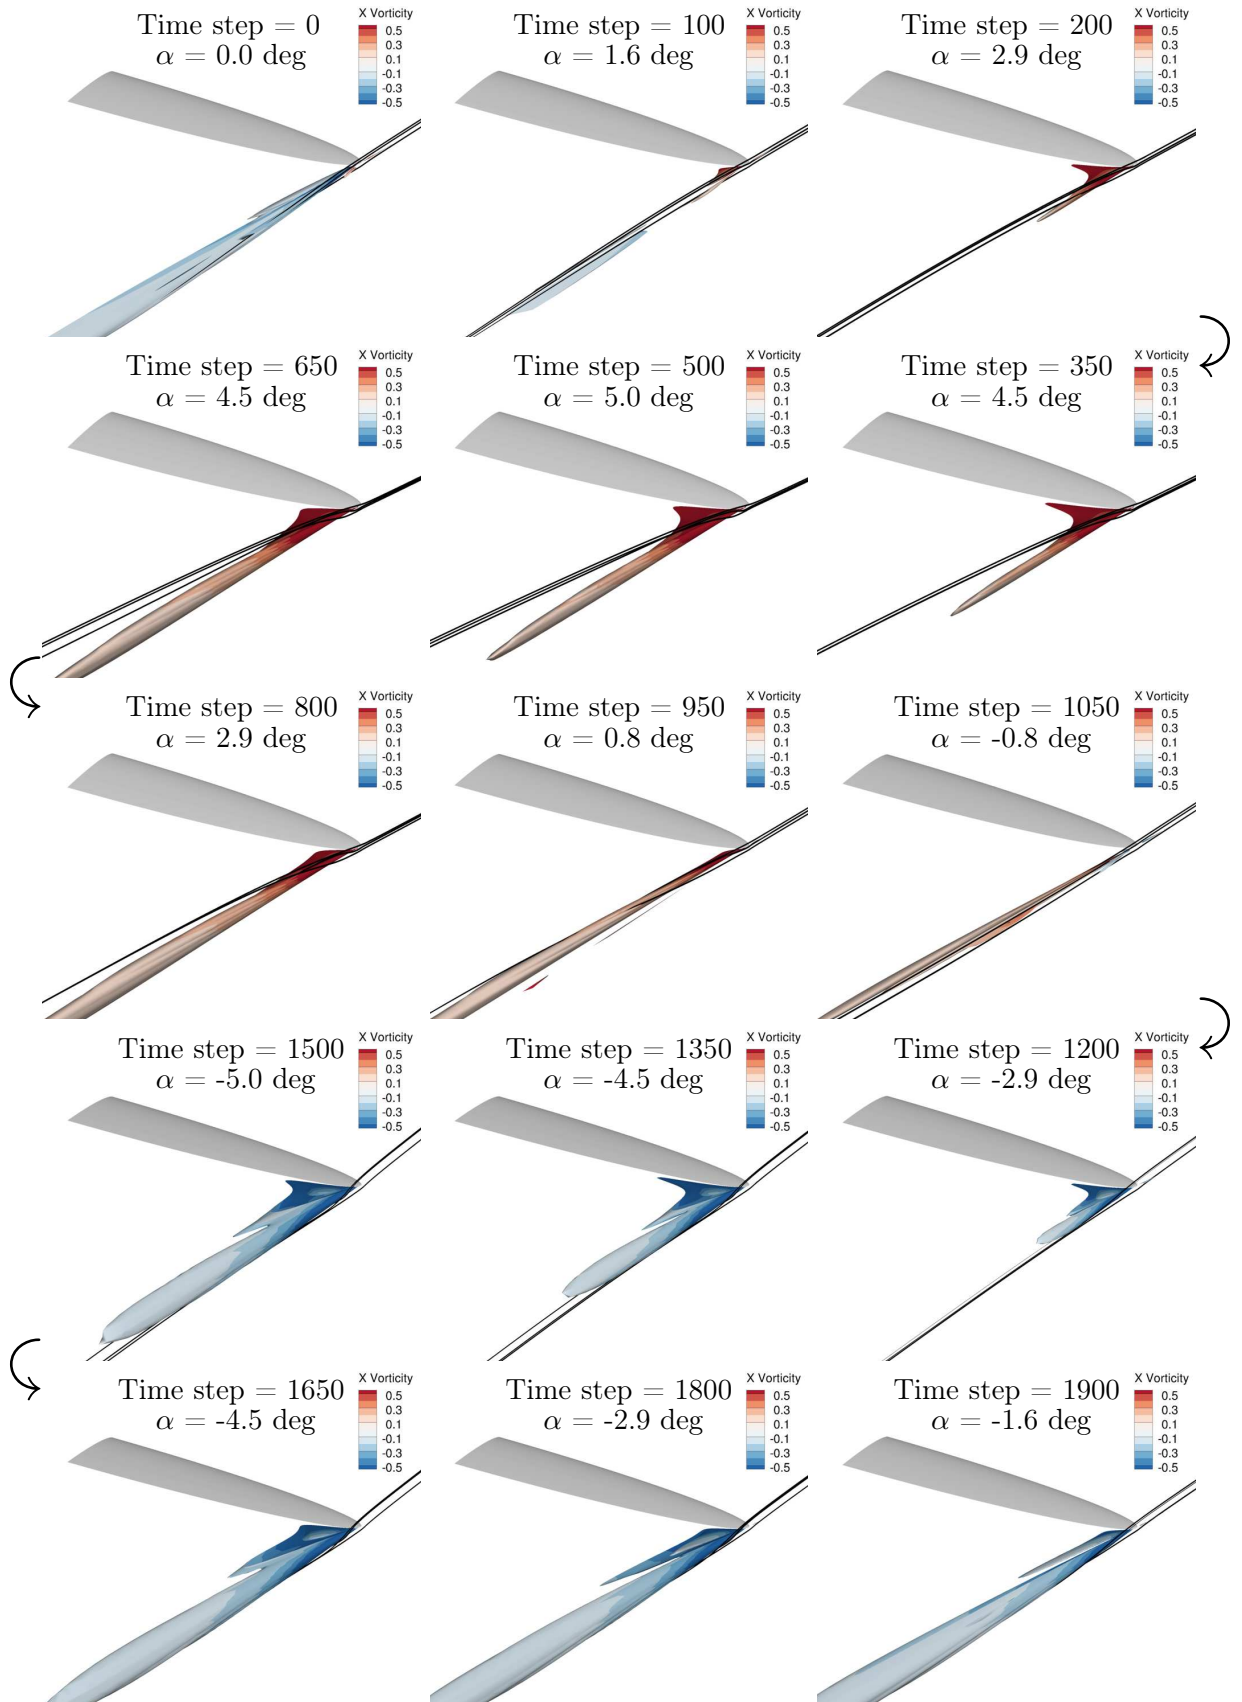 Time step = 0
α = 0.0 deg
X Vorticity
0.5
0.3
0.1
-0.1
-0.3
-0.5
Time step = 100
α = 1.6 deg
X Vorticity
0.5
0.3
0.1
-0.1
-0.3
-0.5
Time step = 200
α = 2.9 deg
X Vorticity
0.5
0.3
0.1
-0.1
-0.3
-0.5
Time step = 650
α = 4.5 deg
X Vorticity
0.5
0.3
0.1
-0.1
-0.3
-0.5
Time step = 500
α = 5.0 deg
X Vorticity
0.5
0.3
0.1
-0.1
-0.3
-0.5
Time step = 350
α = 4.5 deg
X Vorticity
0.5
0.3
0.1
-0.1
-0.3
-0.5
Time step = 800
α = 2.9 deg
X Vorticity
0.5
0.3
0.1
-0.1
-0.3
-0.5
Time step = 950
α = 0.8 deg
X Vorticity
0.5
0.3
0.1
-0.1
-0.3
-0.5
Time step = 1050
α = -0.8 deg
X Vorticity
0.5
0.3
0.1
-0.1
-0.3
-0.5
Time step = 1500
α = -5.0 deg
X Vorticity
0.5
0.3
0.1
-0.1
-0.3
-0.5
Time step = 1350
α = -4.5 deg
X Vorticity
0.5
0.3
0.1
-0.1
-0.3
-0.5
Time step = 1200
α = -2.9 deg
X Vorticity
0.5
0.3
0.1
-0.1
-0.3
-0.5
Time step = 1650
α = -4.5 deg
X Vorticity
0.5
0.3
0.1
-0.1
-0.3
-0.5
Time step = 1800
α = -2.9 deg
X Vorticity
0.5
0.3
0.1
-0.1
-0.3
-0.5
Time step = 1900
α = -1.6 deg
X Vorticity
0.5
0.3
0.1
-0.1
-0.3
-0.5